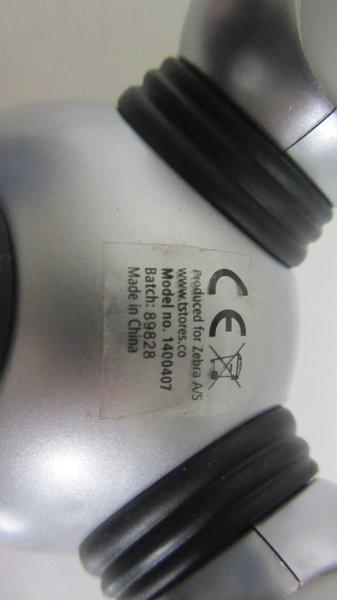 CE
Produced for Zebra A/S
www.tstores.co
Model no. 1400407
Batch: 89828
Made in China